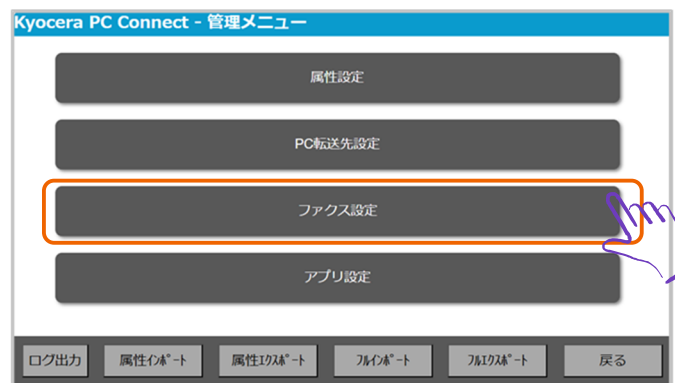 Kyocera PC Connect - 管理メニュー
属性設定
PC転送先設定
ファクス設定
アプリ設定
ログ出力 属性ｲﾝﾎﾟｰﾄ 属性ｴｸｽﾎﾟｰﾄ ﾌﾙｲﾝﾎﾟｰﾄ ﾌﾙｴｸｽﾎﾟｰﾄ 戻る